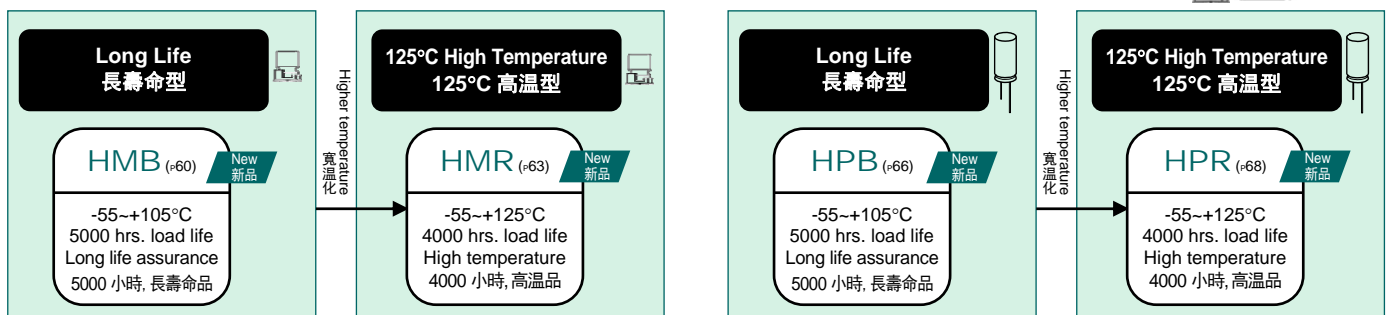 Long Life
長壽命型
HMB (P60)
New
新品
-55~+105°C
5000 hrs. load life
Long life assurance
5000 小時, 長壽命品
Higher temperature
寬溫化
125°C High Temperature
125°C 高溫型
HMR (P63)
New
新品
-55~+125°C
4000 hrs. load life
High temperature
4000 小時, 高溫品
Long Life
長壽命型
HPB (P66)
New
新品
-55~+105°C
5000 hrs. load life
Long life assurance
5000 小時, 長壽命品
Higher temperature
寬溫化
125°C High Temperature
125°C 高溫型
HPR (P68)
New
新品
-55~+125°C
4000 hrs. load life
High temperature
4000 小時, 高溫品